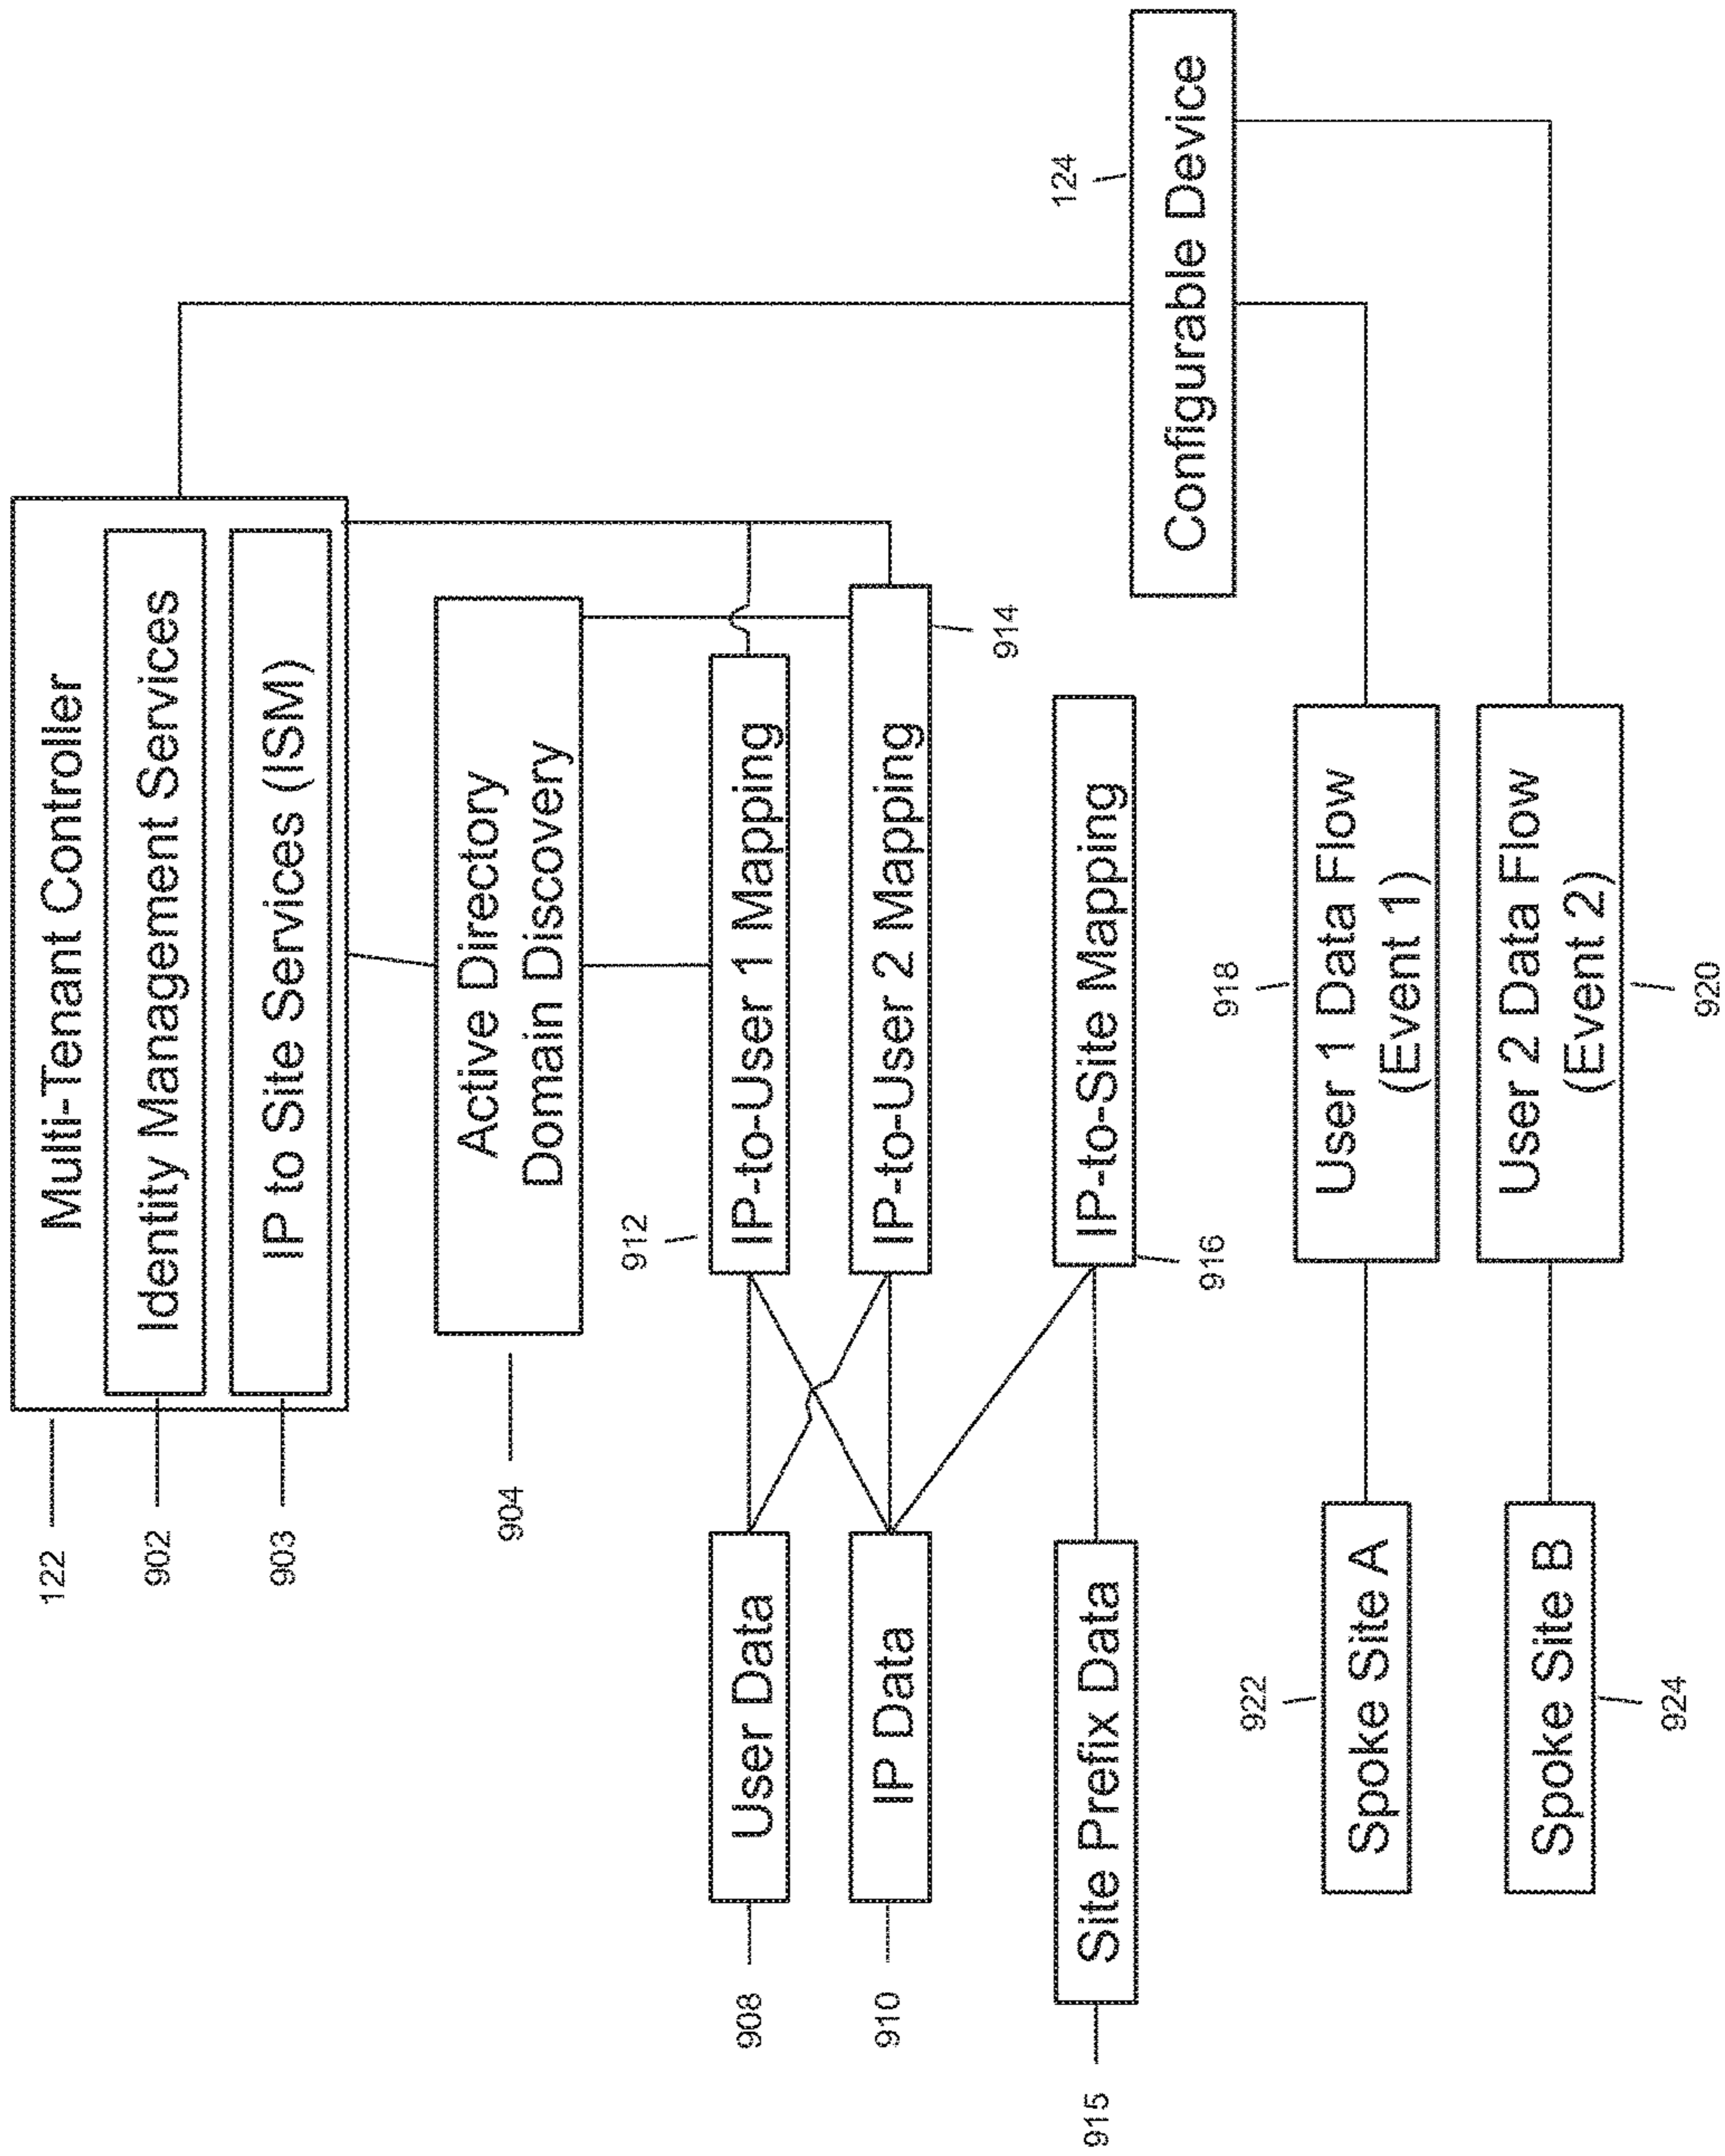 122
Multi-Tenant Controller
902
Identity Management Services
903
IP to Site Services (ISM)
904
Active Directory
Domain Discovery
908
User Data
912
IP-to-User 1 Mapping
910
IP Data
IP-to-User 2 Mapping
914
915
Site Prefix Data
IP-to-Site Mapping
916
124
Configurable Device
922
Spoke Site A
918
User 1 Data Flow
(Event 1)
Spoke Site B
924
User 2 Data Flow
(Event 2)
920